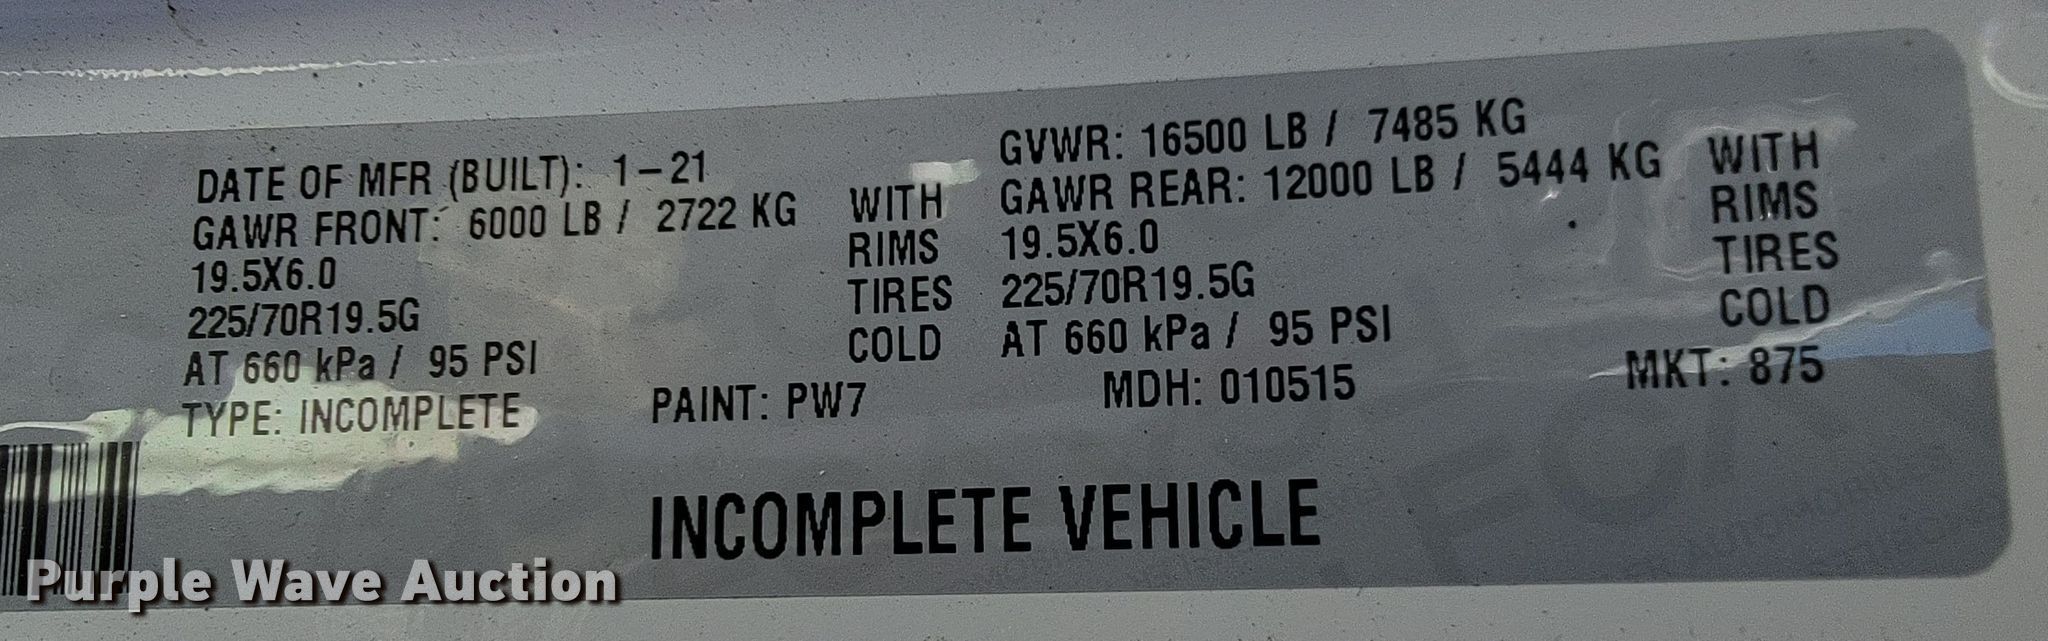 DATE OF MFR (BUILT): 1-21 GVWR: 16500 LB / 7485 KG
GAWR FRONT: 6000 LB / 2722 KG WITH GAWR REAR: 12000 LB / 5444 KG WITH
19.5X6.0 RIMS 19.5X6.0 RIMS
225/70R19.5G TIRES 225/70R19.5G TIRES
AT 660 kPa / 95 PSI COLD AT 660 kPa / 95 PSI COLD
TYPE: INCOMPLETE PAINT: PW7 MDH: 010515 MKT: 875
INCOMPLETE VEHICLE
Purple Wave Auction